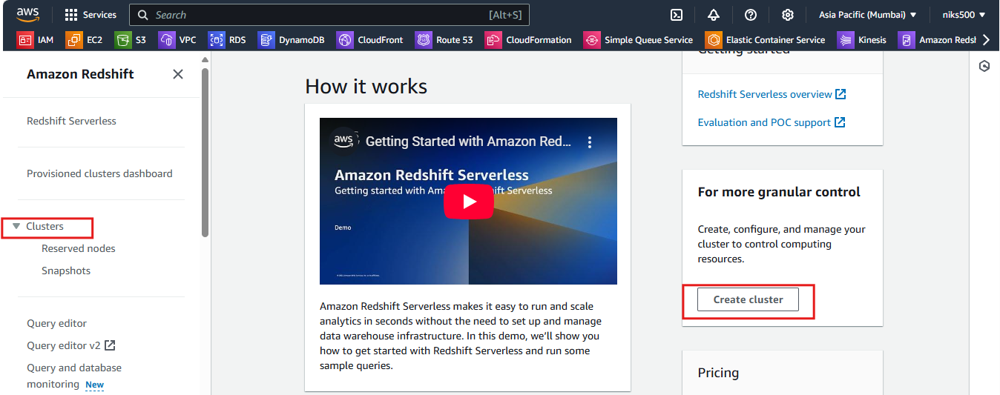 aws
Services
Search
[Alt+S]
Asia Pacific (Mumbai)
niks500
IAM
EC2
S3
VPC
RDS
DynamoDB
CloudFront
Route 53
CloudFormation
Simple Queue Service
Elastic Container Service
Kinesis
Amazon Redsh
Amazon Redshift
Redshift Serverless
Provisioned clusters dashboard
Clusters
Reserved nodes
Snapshots
Query editor
Query editor v2
Query and database
monitoring New
How it works
aws
Getting Started with Amazon Red...
Amazon Redshift Serverless
Getting started with Amazon Redshift Serverless
Demo
Amazon Redshift Serverless makes it easy to run and scale
analytics in seconds without the need to set up and manage
data warehouse infrastructure. In this demo, we'll show you
how to get started with Redshift Serverless and run some
sample queries.
Getting started
Redshift Serverless overview
Evaluation and POC support
For more granular control
Create, configure, and manage your
cluster to control computing
resources.
Create cluster
Pricing